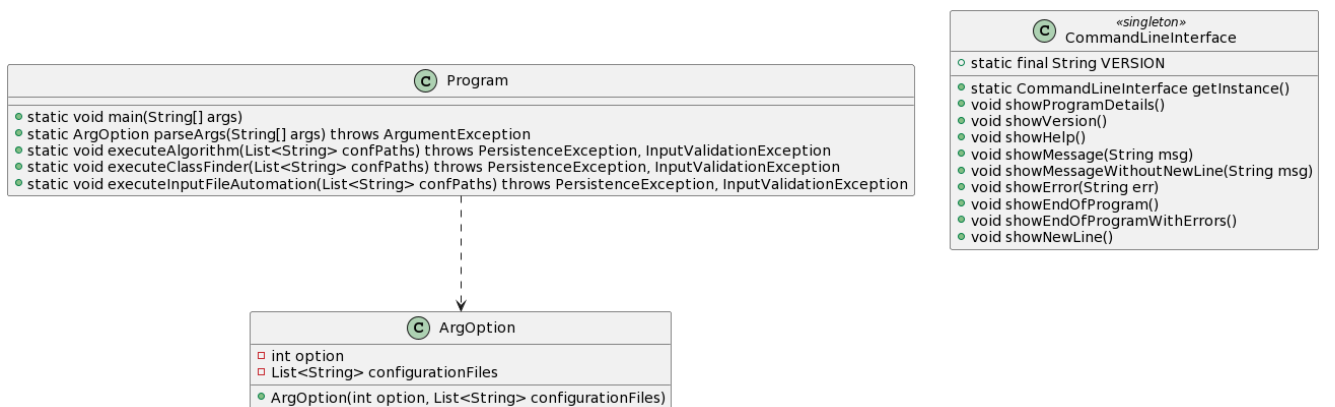 C Program
static void main(String[] args)
static ArgOption parseArgs(String[] args) throws ArgumentException
static void executeAlgorithm(List<String> confPaths) throws PersistenceException, InputValidationException
static void executeClassFinder(List<String> confPaths) throws PersistenceException, InputValidationException
static void executeInputFileAutomation(List<String> confPaths) throws PersistenceException, InputValidationException
«singleton»
C CommandLineInterface
static final String VERSION
static CommandLineInterface getInstance()
void showProgramDetails()
void showVersion()
void showHelp()
void showMessage(String msg)
void showMessageWithoutNewLine(String msg)
void showError(String err)
void showEndOfProgram()
void showEndOfProgramWithErrors()
void showNewLine()
C ArgOption
int option
List<String> configurationFiles
ArgOption(int option, List<String> configurationFiles)